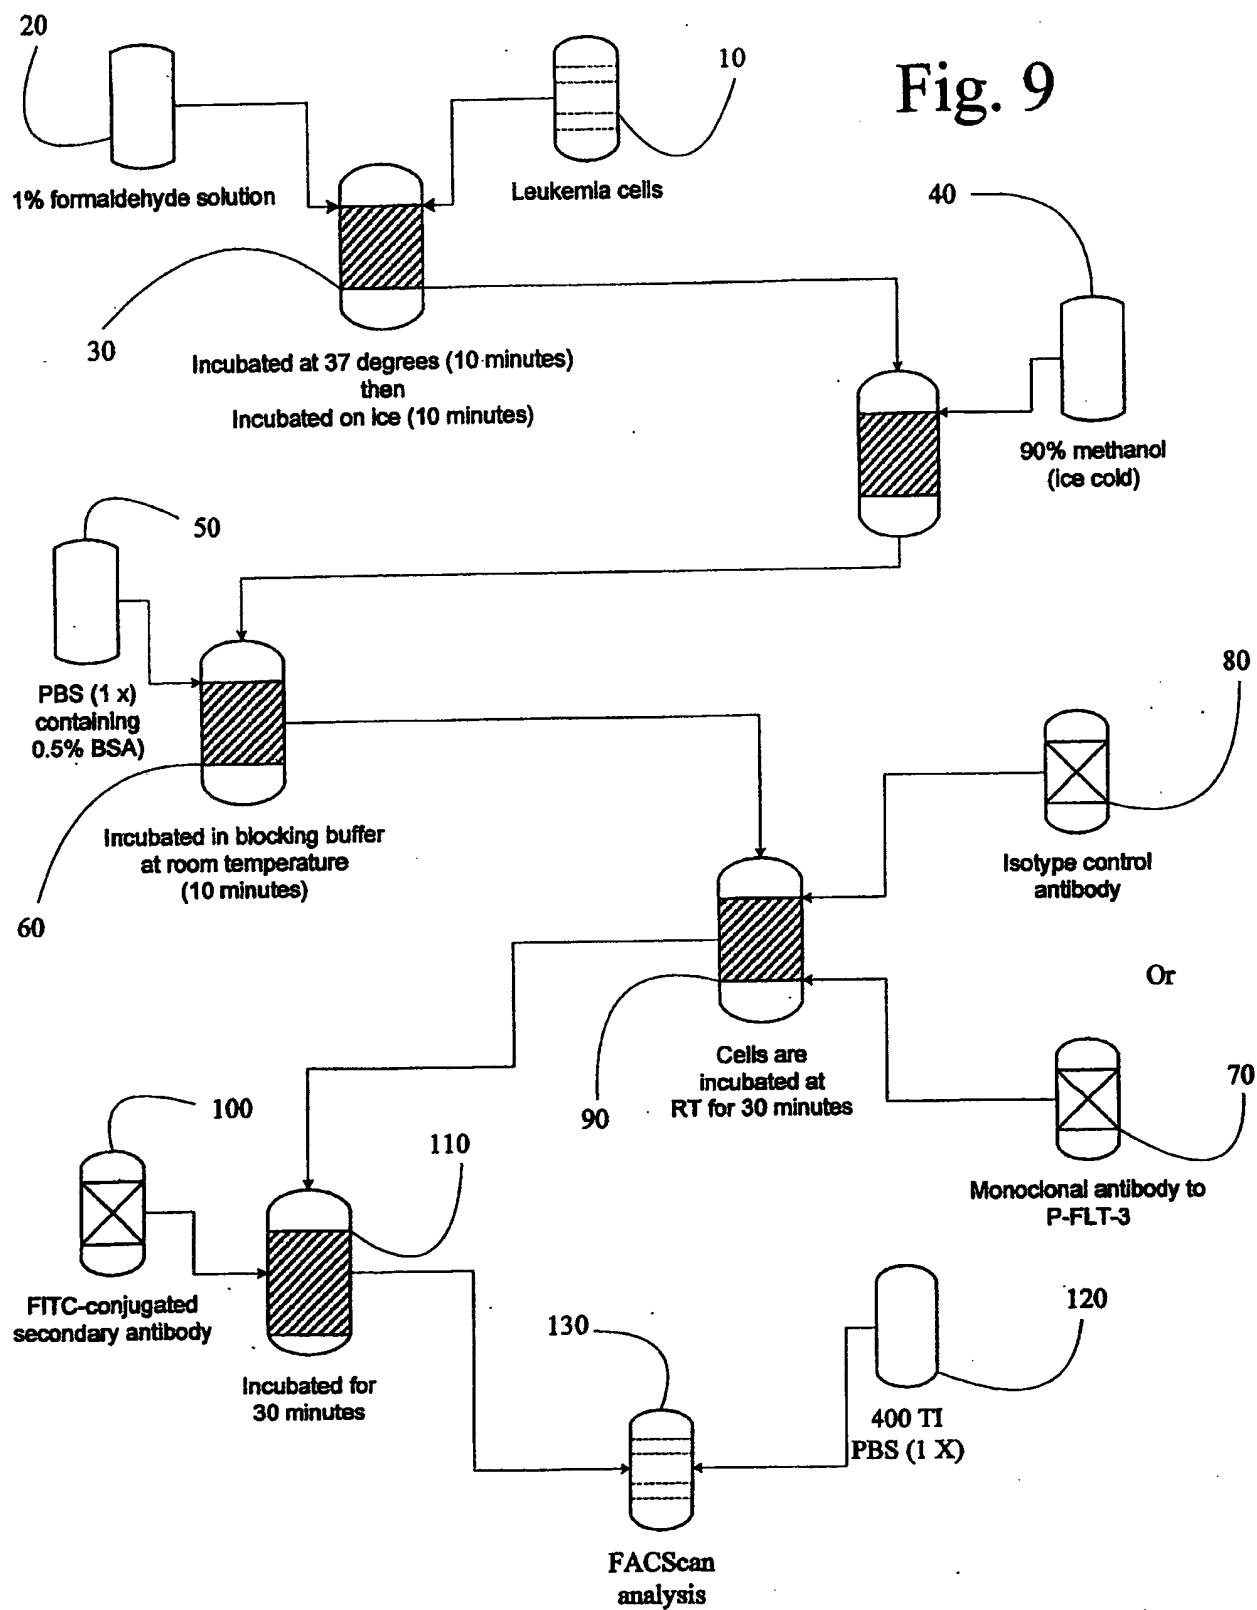 20
10
Fig. 9
1% formaldehyde solution
Leukemia cells
40
30
Incubated at 37 degrees (10 minutes)
then
Incubated on ice (10 minutes)
90% methanol
(ice cold)
50
PBS (1 x)
containing
0.5% BSA)
80
Incubated in blocking buffer
at room temperature
(10 minutes)
60
Isotype control
antibody
Or
Cells are
incubated at
RT for 30 minutes
90
70
Monoclonal antibody to
P-FLT-3
100
110
FITC-conjugated
secondary antibody
Incubated for
30 minutes
130
120
400 TI
PBS (1 X)
FACScan
analysis